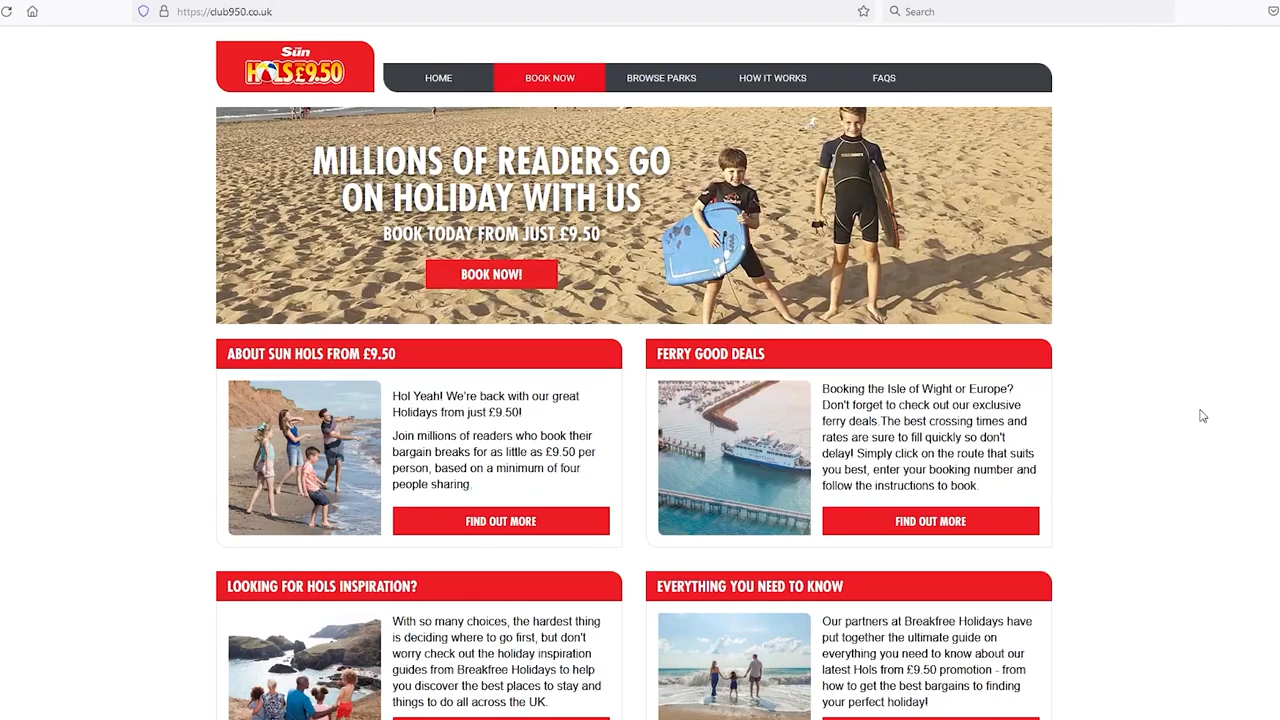 https://club950.co.uk
Search
The Sun
HOLS FROM £9.50
HOME
BOOK NOW
BROWSE PARKS
HOW IT WORKS
FAQS
MILLIONS OF READERS GO
ON HOLIDAY WITH US
BOOK TODAY FROM JUST £9.50
BOOK NOW!
ABOUT SUN HOLS FROM £9.50
Hol Yeah! We're back with our great
Holidays from just £9.50!
Join millions of readers who book their
bargain breaks for as little as £9.50 per
person, based on a minimum of four
people sharing.
FIND OUT MORE
FERRY GOOD DEALS
Booking the Isle of Wight or Europe?
Don't forget to check out our exclusive
ferry deals.The best crossing times and
rates are sure to fill quickly so don't
delay! Simply click on the route that suits
you best, enter your booking number and
follow the instructions to book.
FIND OUT MORE
LOOKING FOR HOLS INSPIRATION?
With so many choices, the hardest thing
is deciding where to go first, but don't
worry check out the holiday inspiration
guides from Breakfree Holidays to help
you discover the best places to stay and
things to do all across the UK.
EVERYTHING YOU NEED TO KNOW
Our partners at Breakfree Holidays have
put together the ultimate guide on
everything you need to know about our
latest Hols from £9.50 promotion - from
how to get the best bargains to finding
your perfect holiday!